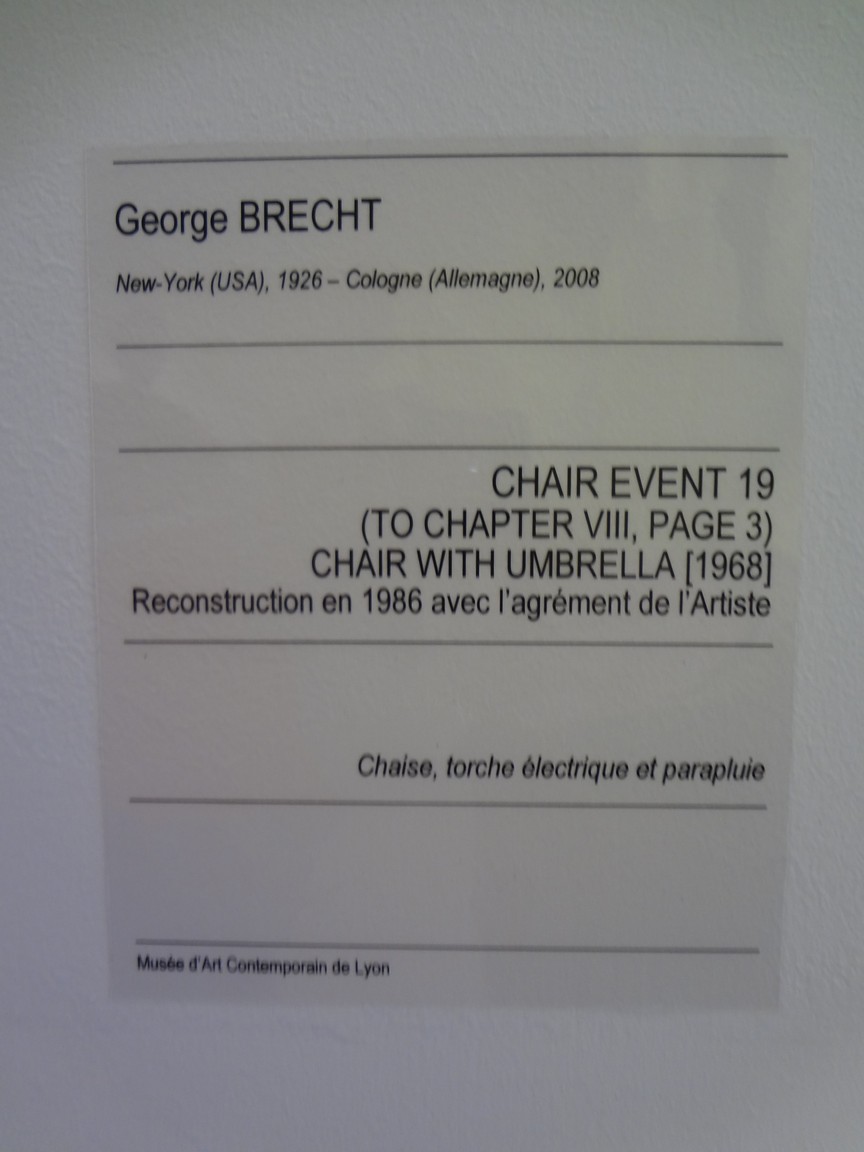 George BRECHT
New-York (USA), 1926 – Cologne (Allemagne), 2008
CHAIR EVENT 19
(TO CHAPTER VIII, PAGE 3)
CHAIR WITH UMBRELLA [1968]
Reconstruction en 1986 avec l'agrément de l'Artiste
Chaise, torche électrique et parapluie
Musée d'Art Contemporain de Lyon